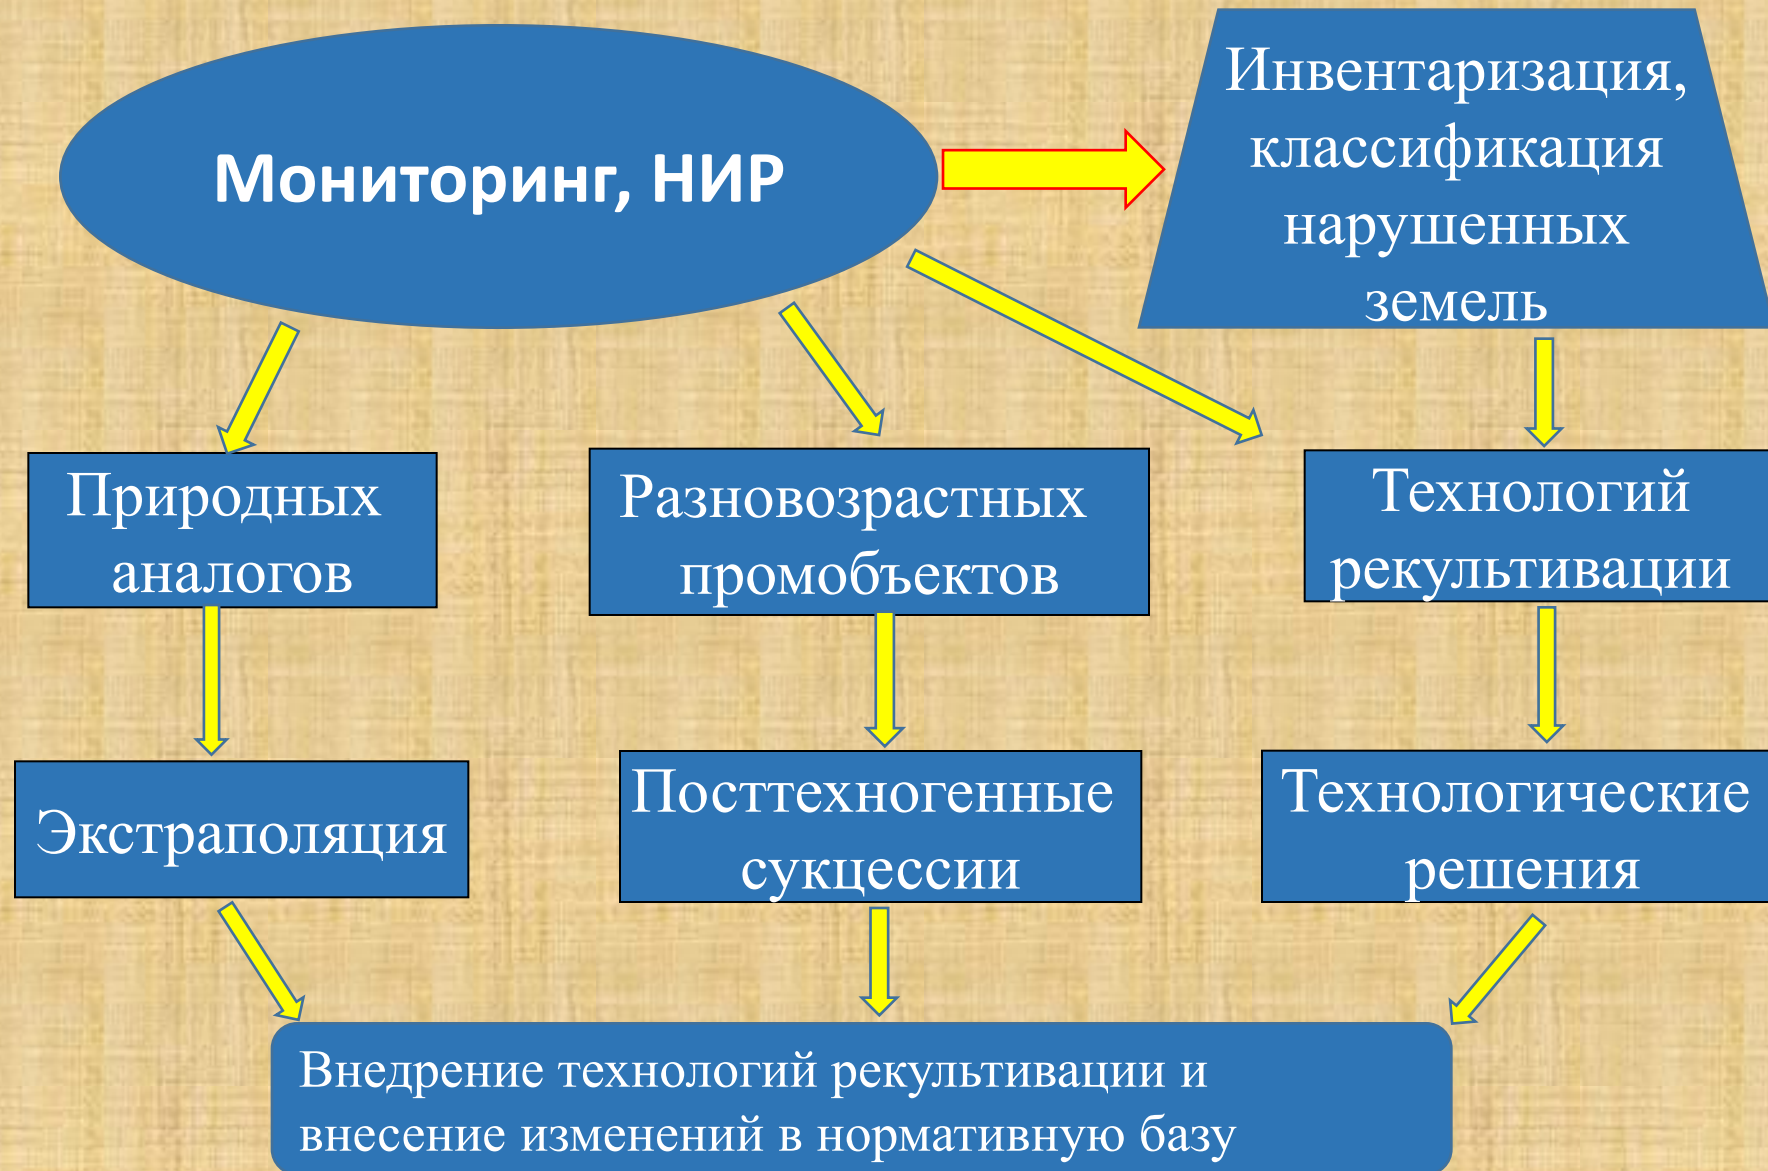 Мониторинг, НИР
Инвентаризация,
классификация
нарушенных
земель
Природных
аналогов
Разновозрастных
промобъектов
Технологий
рекультивации
Экстраполяция
Посттехногенные
сукцессии
Технологические
решения
Внедрение технологий рекультивации и
внесение изменений в нормативную базу